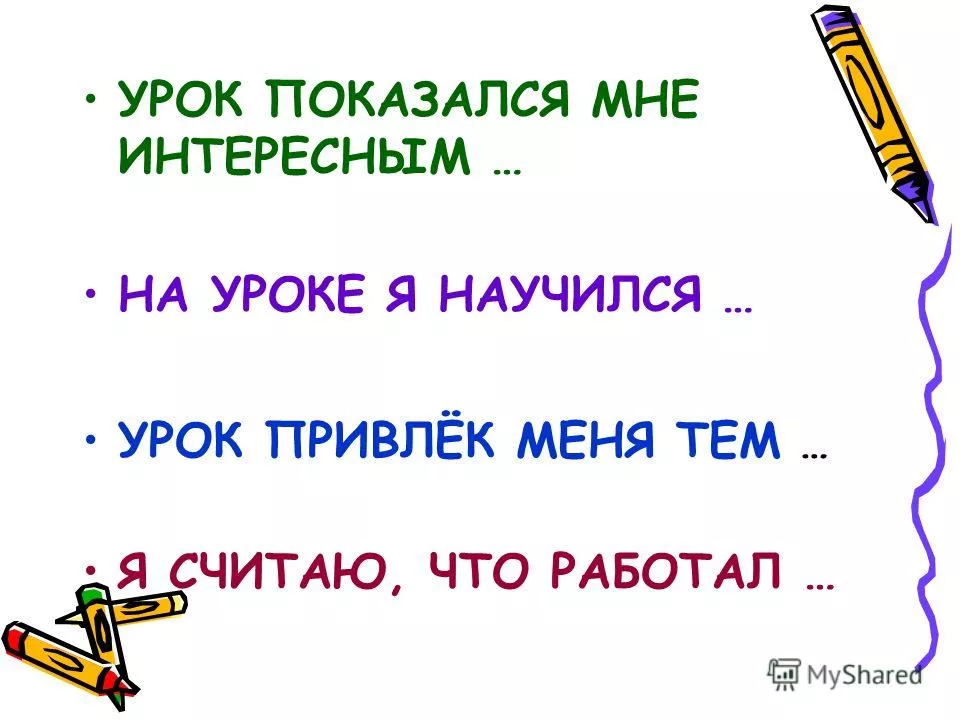 • УРОК ПОКАЗАЛСЯ МНЕ
ИНТЕРЕСНЫМ …
• НА УРОКЕ Я НАУЧИЛСЯ …
• УРОК ПРИВЛЁК МЕНЯ ТЕМ …
• Я СЧИТАЮ, ЧТО РАБОТАЛ …
MyShared